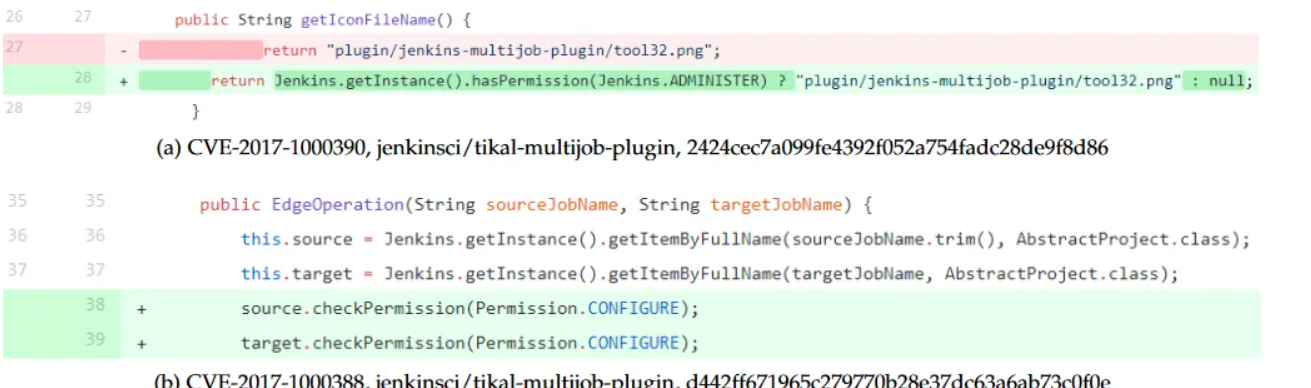 26 27 public String getIconFileName() {
27 - return "plugin/jenkins-multijob-plugin/tool32.png";
28 + return Jenkins.getInstance().hasPermission(Jenkins.ADMINISTER) ? "plugin/jenkins-multijob-plugin/tool32.png" : null;
28 29 }
(a) CVE-2017-1000390, jenkinsci/tikal-multijob-plugin, 2424cec7a099fe4392f052a754fadc28de9f8d86
35 35 public EdgeOperation(String sourceJobName, String targetJobName) {
36 36 this.source = Jenkins.getInstance().getItemByFullName(sourceJobName.trim(), AbstractProject.class);
37 37 this.target = Jenkins.getInstance().getItemByFullName(targetJobName, AbstractProject.class);
38 + source.checkPermission(Permission.CONFIGURE);
39 + target.checkPermission(Permission.CONFIGURE);
(b) CVE-2017-1000388, jenkinsci/tikal-multijob-plugin, d442ff671965c279770b28e37dc63a6ab73c0f0e